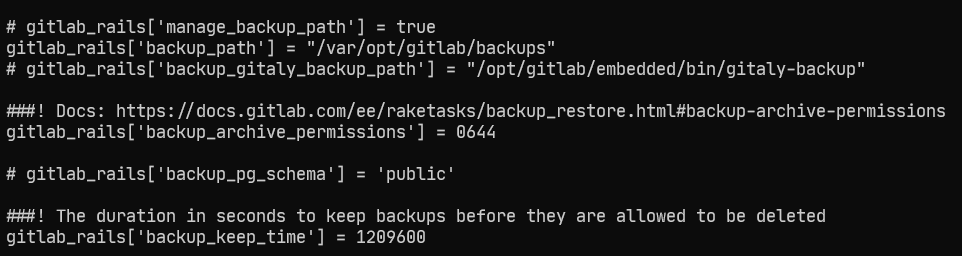 # gitlab_rails['manage_backup_path'] = true
gitlab_rails['backup_path'] = "/var/opt/gitlab/backups"
# gitlab_rails['backup_gitaly_backup_path'] = "/opt/gitlab/embedded/bin/gitaly-backup"
###! Docs: https://docs.gitlab.com/ee/raketasks/backup_restore.html#backup-archive-permissions
gitlab_rails['backup_archive_permissions'] = 0644
# gitlab_rails['backup_pg_schema'] = 'public'
###! The duration in seconds to keep backups before they are allowed to be deleted
gitlab_rails['backup_keep_time'] = 1209600